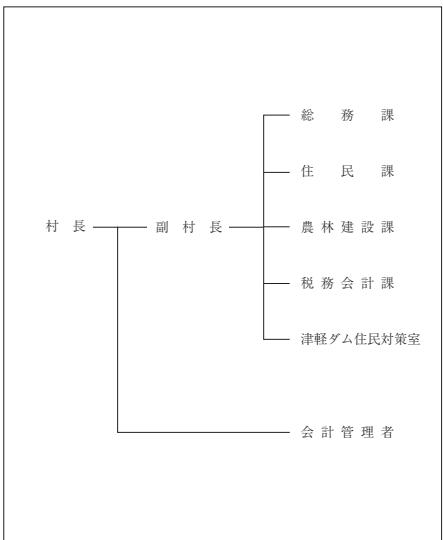 総務課
住民課
村長
副村長
農林建設課
税務会計課
津軽ダム住民対策室
会計管理者